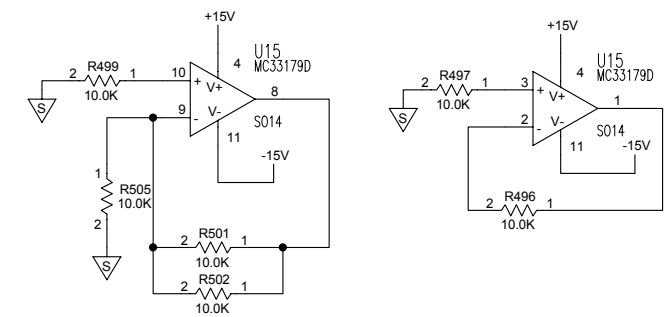 +15V
U15
MC33179D
4
R499
2 1
10 +
V+
10.0K
S
8
9 -
V-
SO14
11
-15V
1
R505
10.0K
2
S
R501
2 1
10.0K
R502
2 1
10.0K
+15V
U15
MC33179D
4
R497
2 1
3 +
V+
10.0K
S
1
2 -
V-
SO14
11
-15V
R496
2 1
10.0K